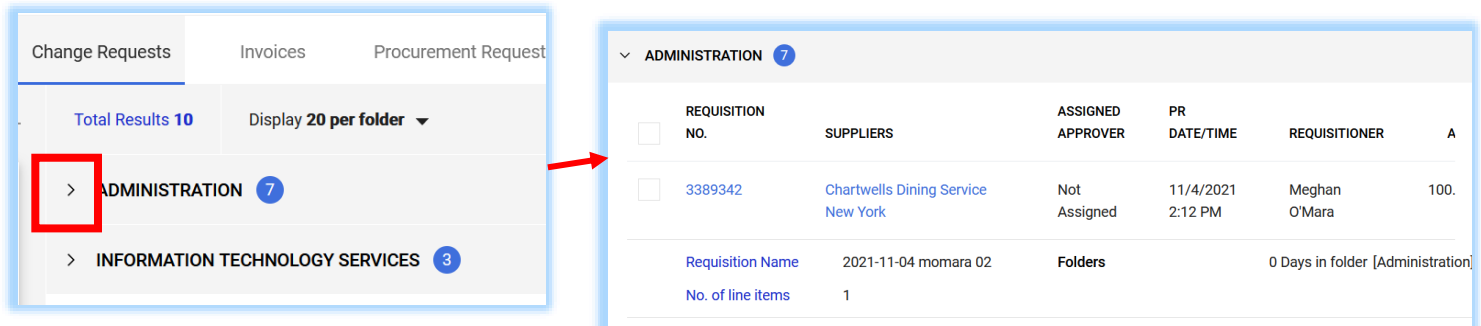 Change Requests Invoices Procurement Request
Total Results 10 Display 20 per folder
ADMINISTRATION 7
INFORMATION TECHNOLOGY SERVICES 3
ADMINISTRATION 7
REQUISITION NO. SUPPLIERS ASSIGNED APPROVER PR DATE/TIME REQUISITIONER A
3389342 Chartwells Dining Service Not 11/4/2021 Meghan 100.
New York Assigned 2:12 PM O'Mara
Requisition Name 2021-11-04 momara 02 Folders 0 Days in folder [Administration]
No. of line items 1